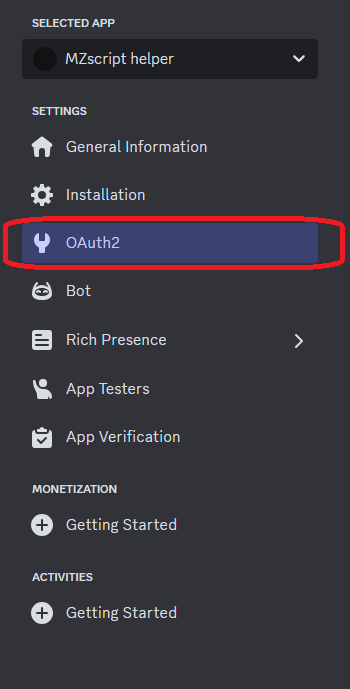 SELECTED APP
MZscript helper
SETTINGS
General Information
Installation
OAuth2
Bot
Rich Presence
App Testers
App Verification
MONETIZATION
Getting Started
ACTIVITIES
Getting Started